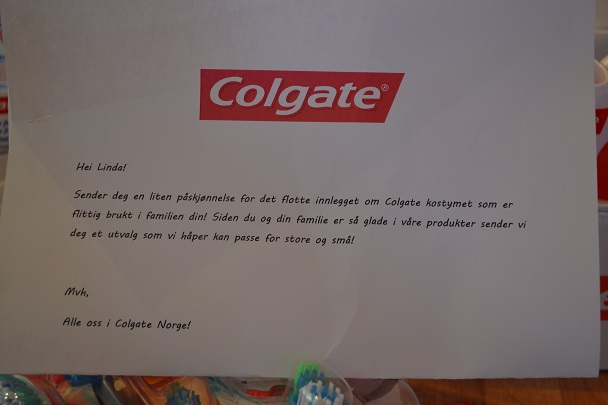 Colgate®
Hei Linda!
Sender deg en liten påskjønnelse for det flotte innlegget om Colgate kostymet som er
flittig brukt i familien din! Siden du og din familie er så glade i våre produkter sender vi
deg et utvalg som vi håper kan passe for store og små!
Mvh,
Alle oss i Colgate Norge!